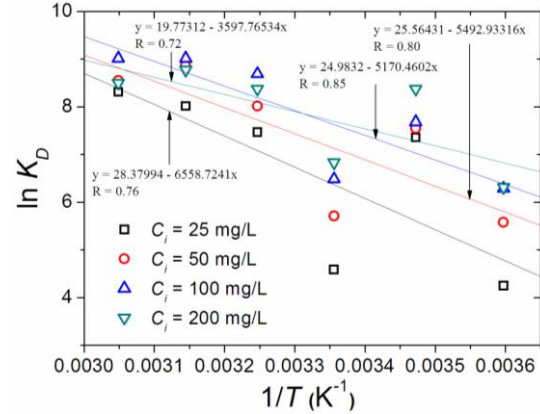 10
8
6
4
ln K_D
y = 19.77312 - 3597.76534x
R = 0.72
y = 25.56431 - 5492.93316x
R = 0.80
y = 24.9832 - 5170.4602x
R = 0.85
y = 28.37994 - 6558.7241x
R = 0.76
C_i = 25 mg/L
C_i = 50 mg/L
C_i = 100 mg/L
C_i = 200 mg/L
0.0030 0.0031 0.0032 0.0033 0.0034 0.0035 0.0036
1/T (K⁻¹)